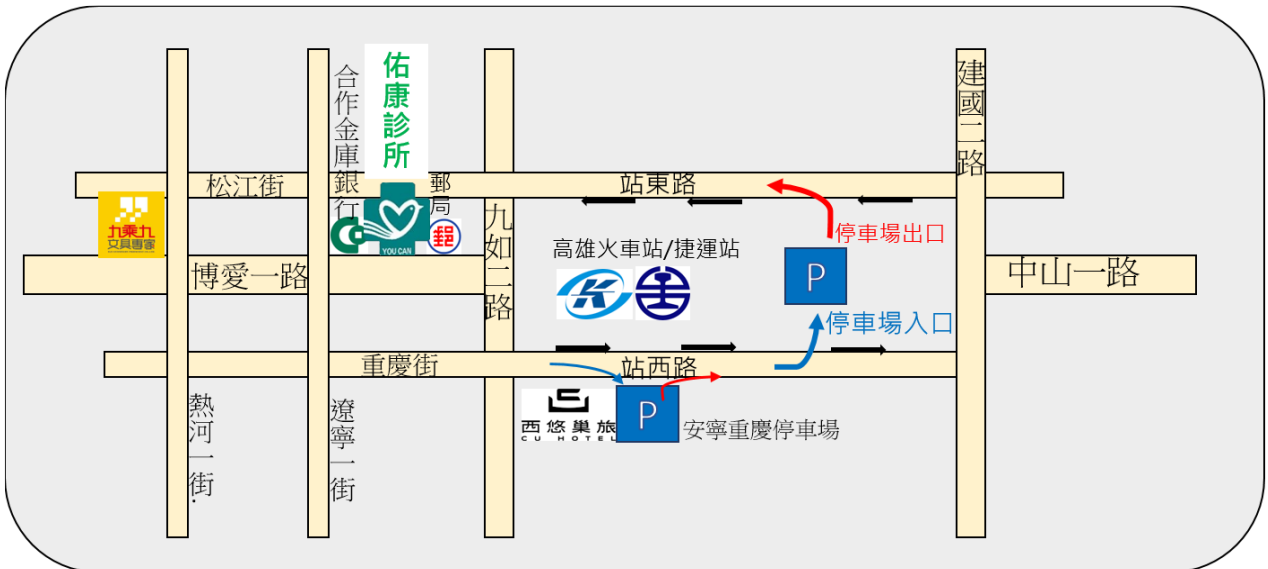 佑康診所
合作金庫銀行
建國二路
松江街
郵局
站東路
九乘九
文具專家
YOU CAN
郵
九如二路
停車場出口
高雄火車站/捷運站
博愛一路
K
P
中山一路
停車場入口
重慶街
站西路
熱河一街.
遼寧一街
西悠巢旅
CU HOTEL
P
安寧重慶停車場